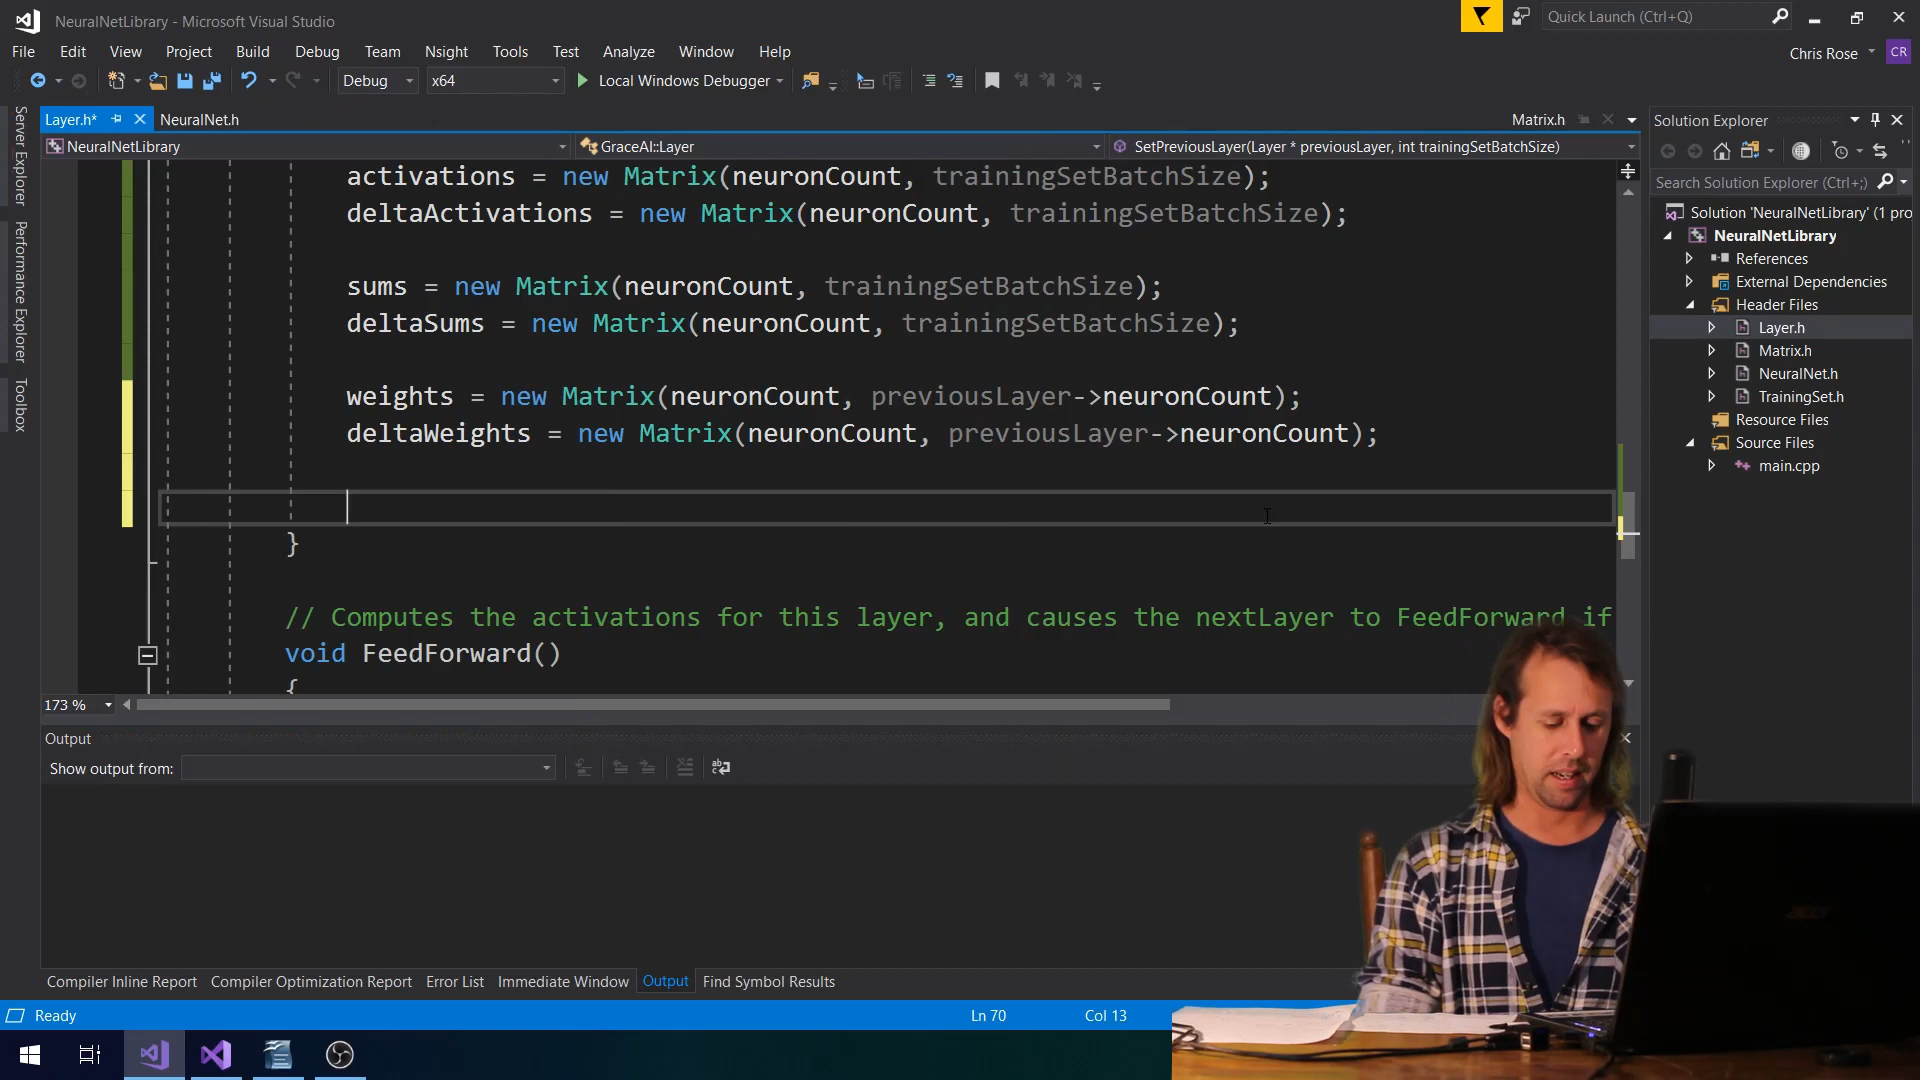 NeuralNetLibrary - Microsoft Visual Studio
Quick Launch (Ctrl+Q)
File Edit View Project Build Debug Team Nsight Tools Test Analyze Window Help
Chris Rose CR
Debug x64 Local Windows Debugger
Server Explorer
Performance Explorer
Toolbox
Layer.h* NeuralNet.h Matrix.h
NeuralNetLibrary GraceAI::Layer SetPreviousLayer(Layer * previousLayer, int trainingSetBatchSize)
activations = new Matrix(neuronCount, trainingSetBatchSize);
deltaActivations = new Matrix(neuronCount, trainingSetBatchSize);
sums = new Matrix(neuronCount, trainingSetBatchSize);
deltaSums = new Matrix(neuronCount, trainingSetBatchSize);
weights = new Matrix(neuronCount, previousLayer->neuronCount);
deltaWeights = new Matrix(neuronCount, previousLayer->neuronCount);
}
// Computes the activations for this layer, and causes the nextLayer to FeedForward if
void FeedForward()
{
173 %
Output
Show output from:
Compiler Inline Report Compiler Optimization Report Error List Immediate Window Output Find Symbol Results
Ready Ln 70 Col 13
Solution Explorer
Search Solution Explorer (Ctrl+;)
Solution 'NeuralNetLibrary' (1 pro
NeuralNetLibrary
References
External Dependencies
Header Files
Layer.h
Matrix.h
NeuralNet.h
TrainingSet.h
Resource Files
Source Files
main.cpp